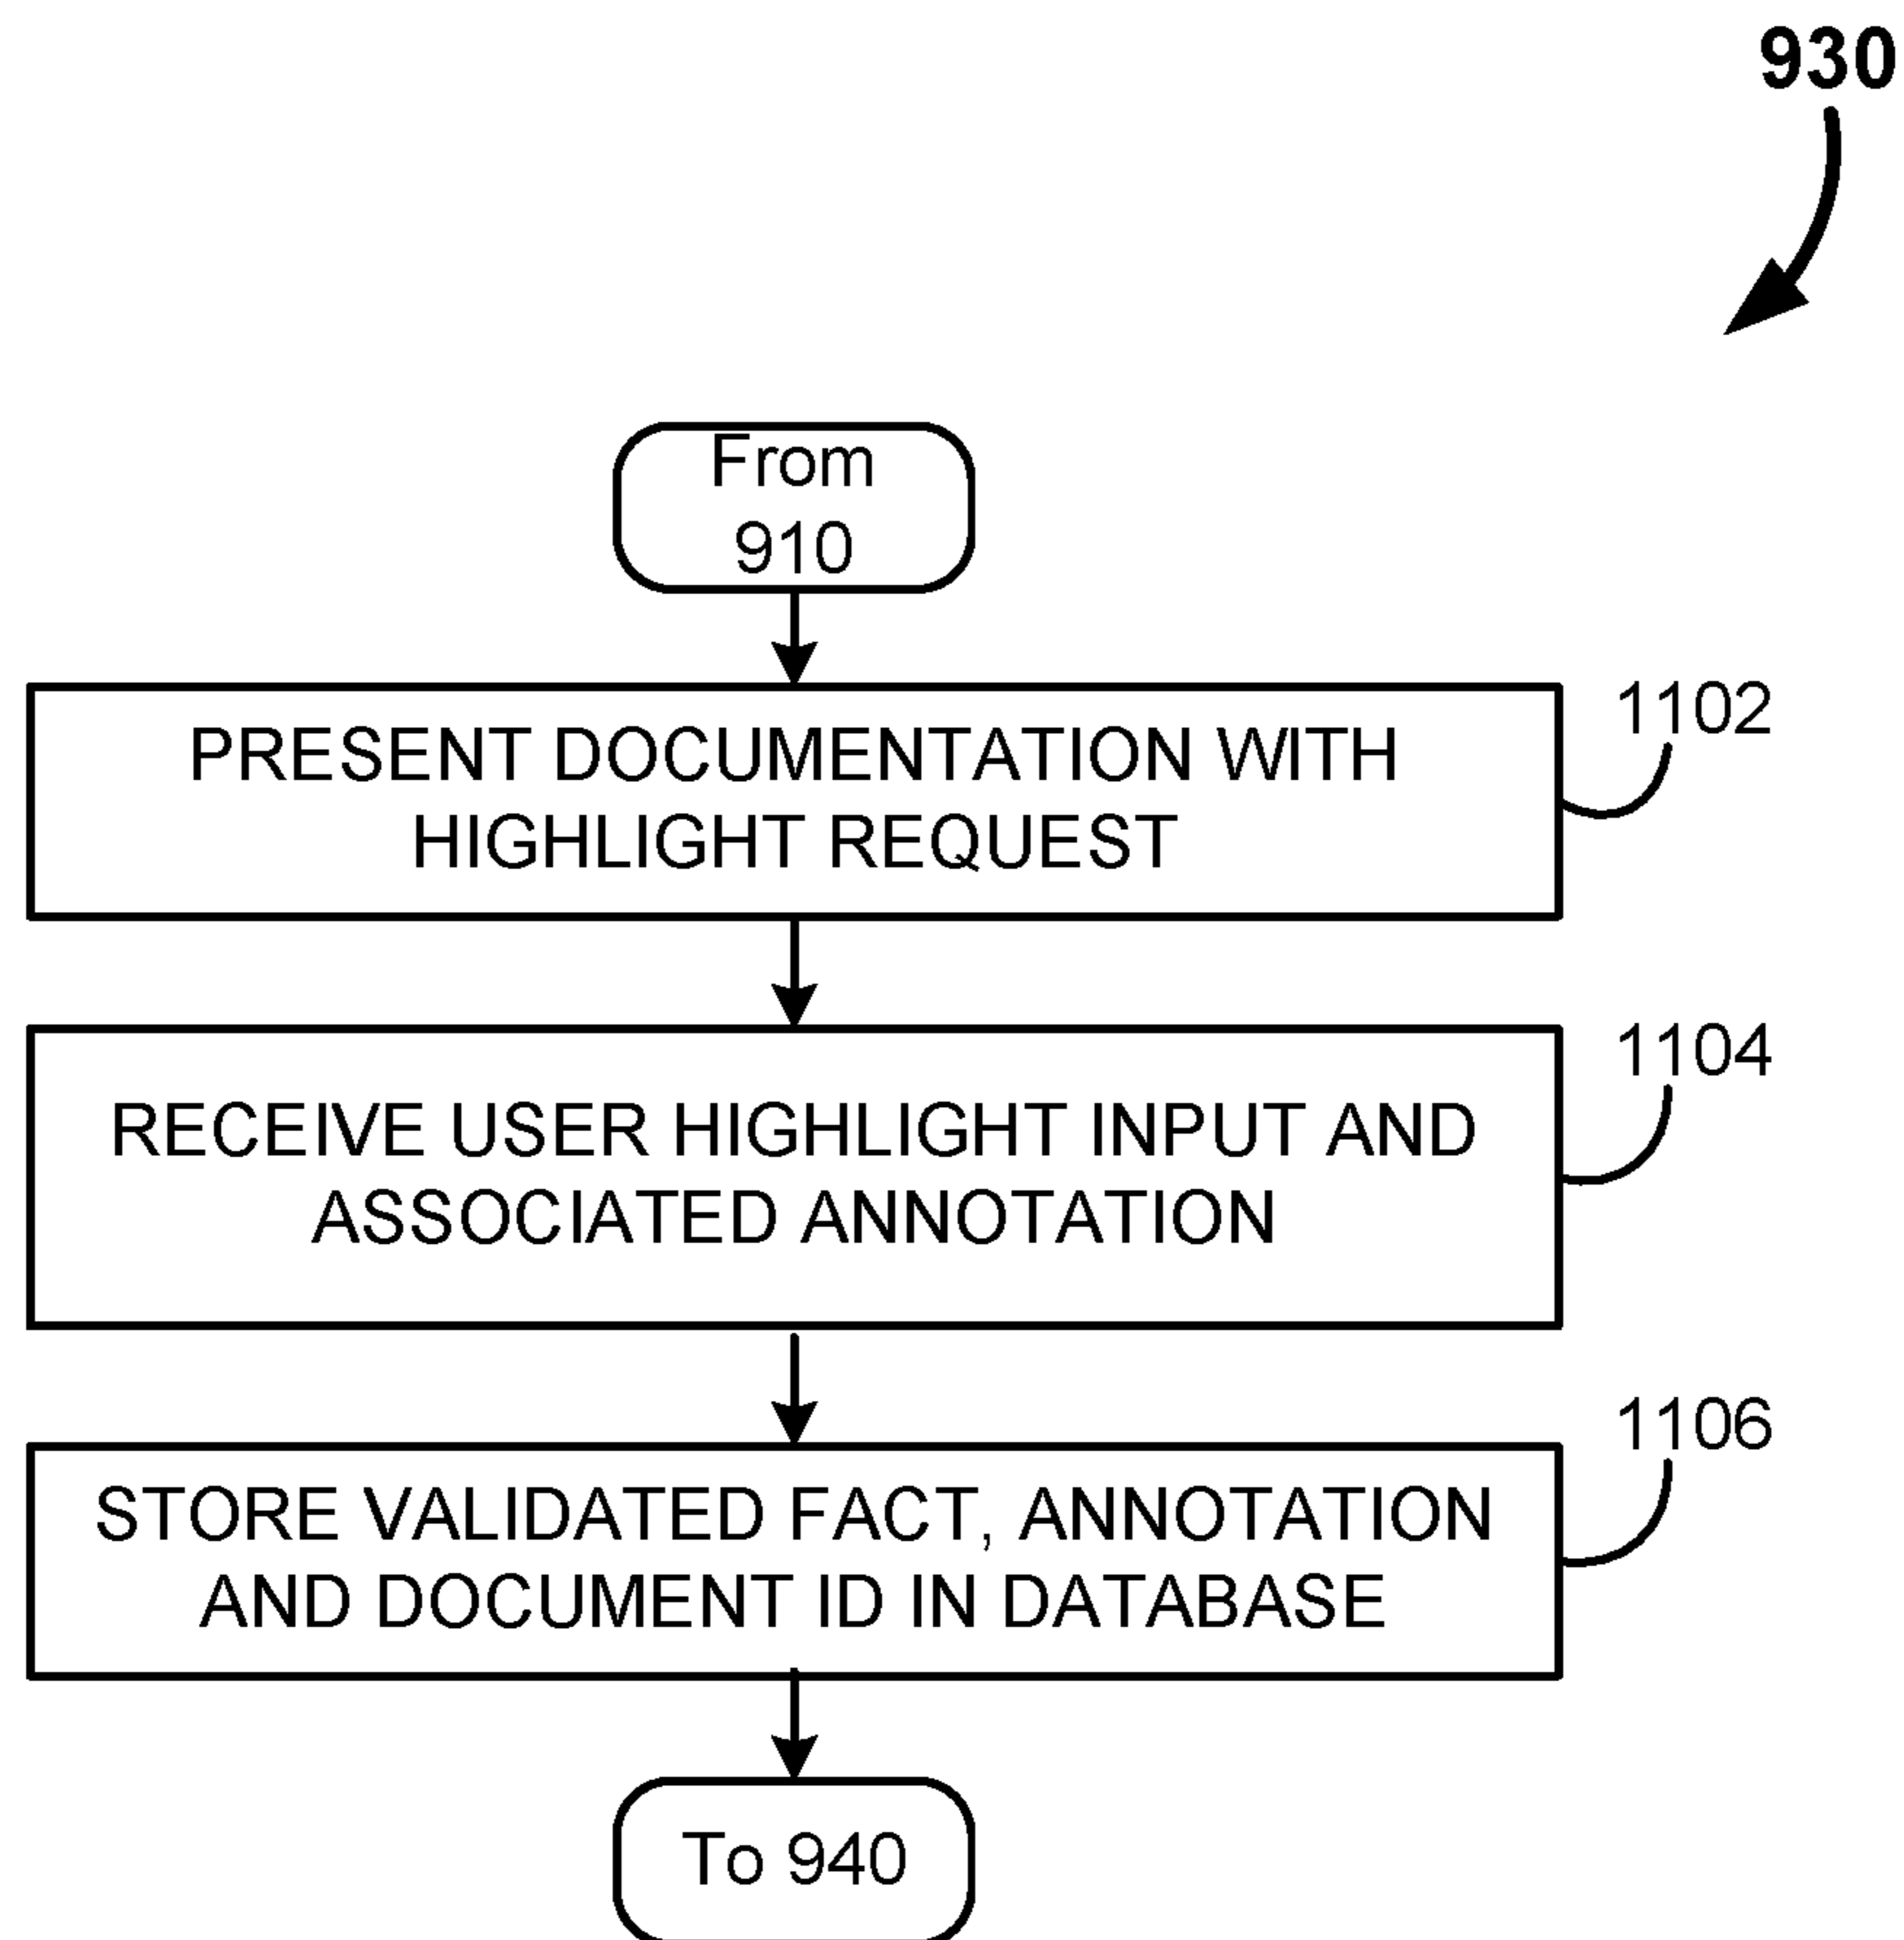 930
From
910
1102
PRESENT DOCUMENTATION WITH
HIGHLIGHT REQUEST
1104
RECEIVE USER HIGHLIGHT INPUT AND
ASSOCIATED ANNOTATION
1106
STORE VALIDATED FACT, ANNOTATION
AND DOCUMENT ID IN DATABASE
To 940